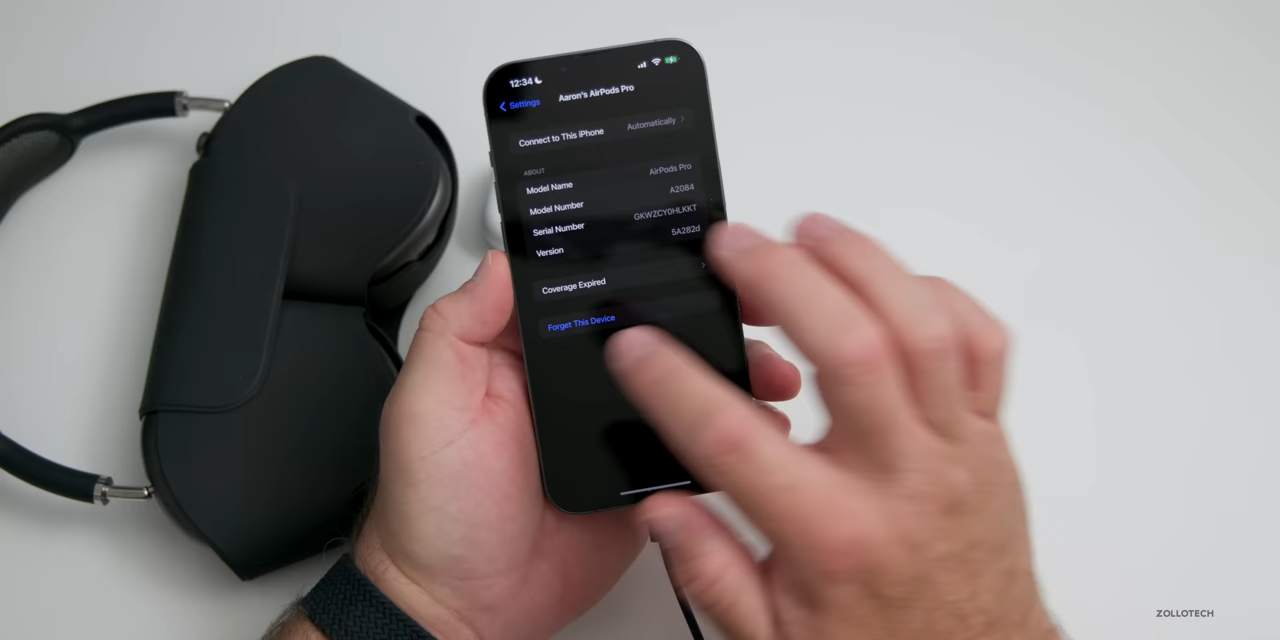 12:34
Settings
Aaron's AirPods Pro
Connect to This iPhone Automatically
ABOUT
Model Name AirPods Pro
Model Number A2084
Serial Number GKWZCY0HLKKT
Version 5A282d
Coverage Expired
Forget This Device
ZOLLOTECH